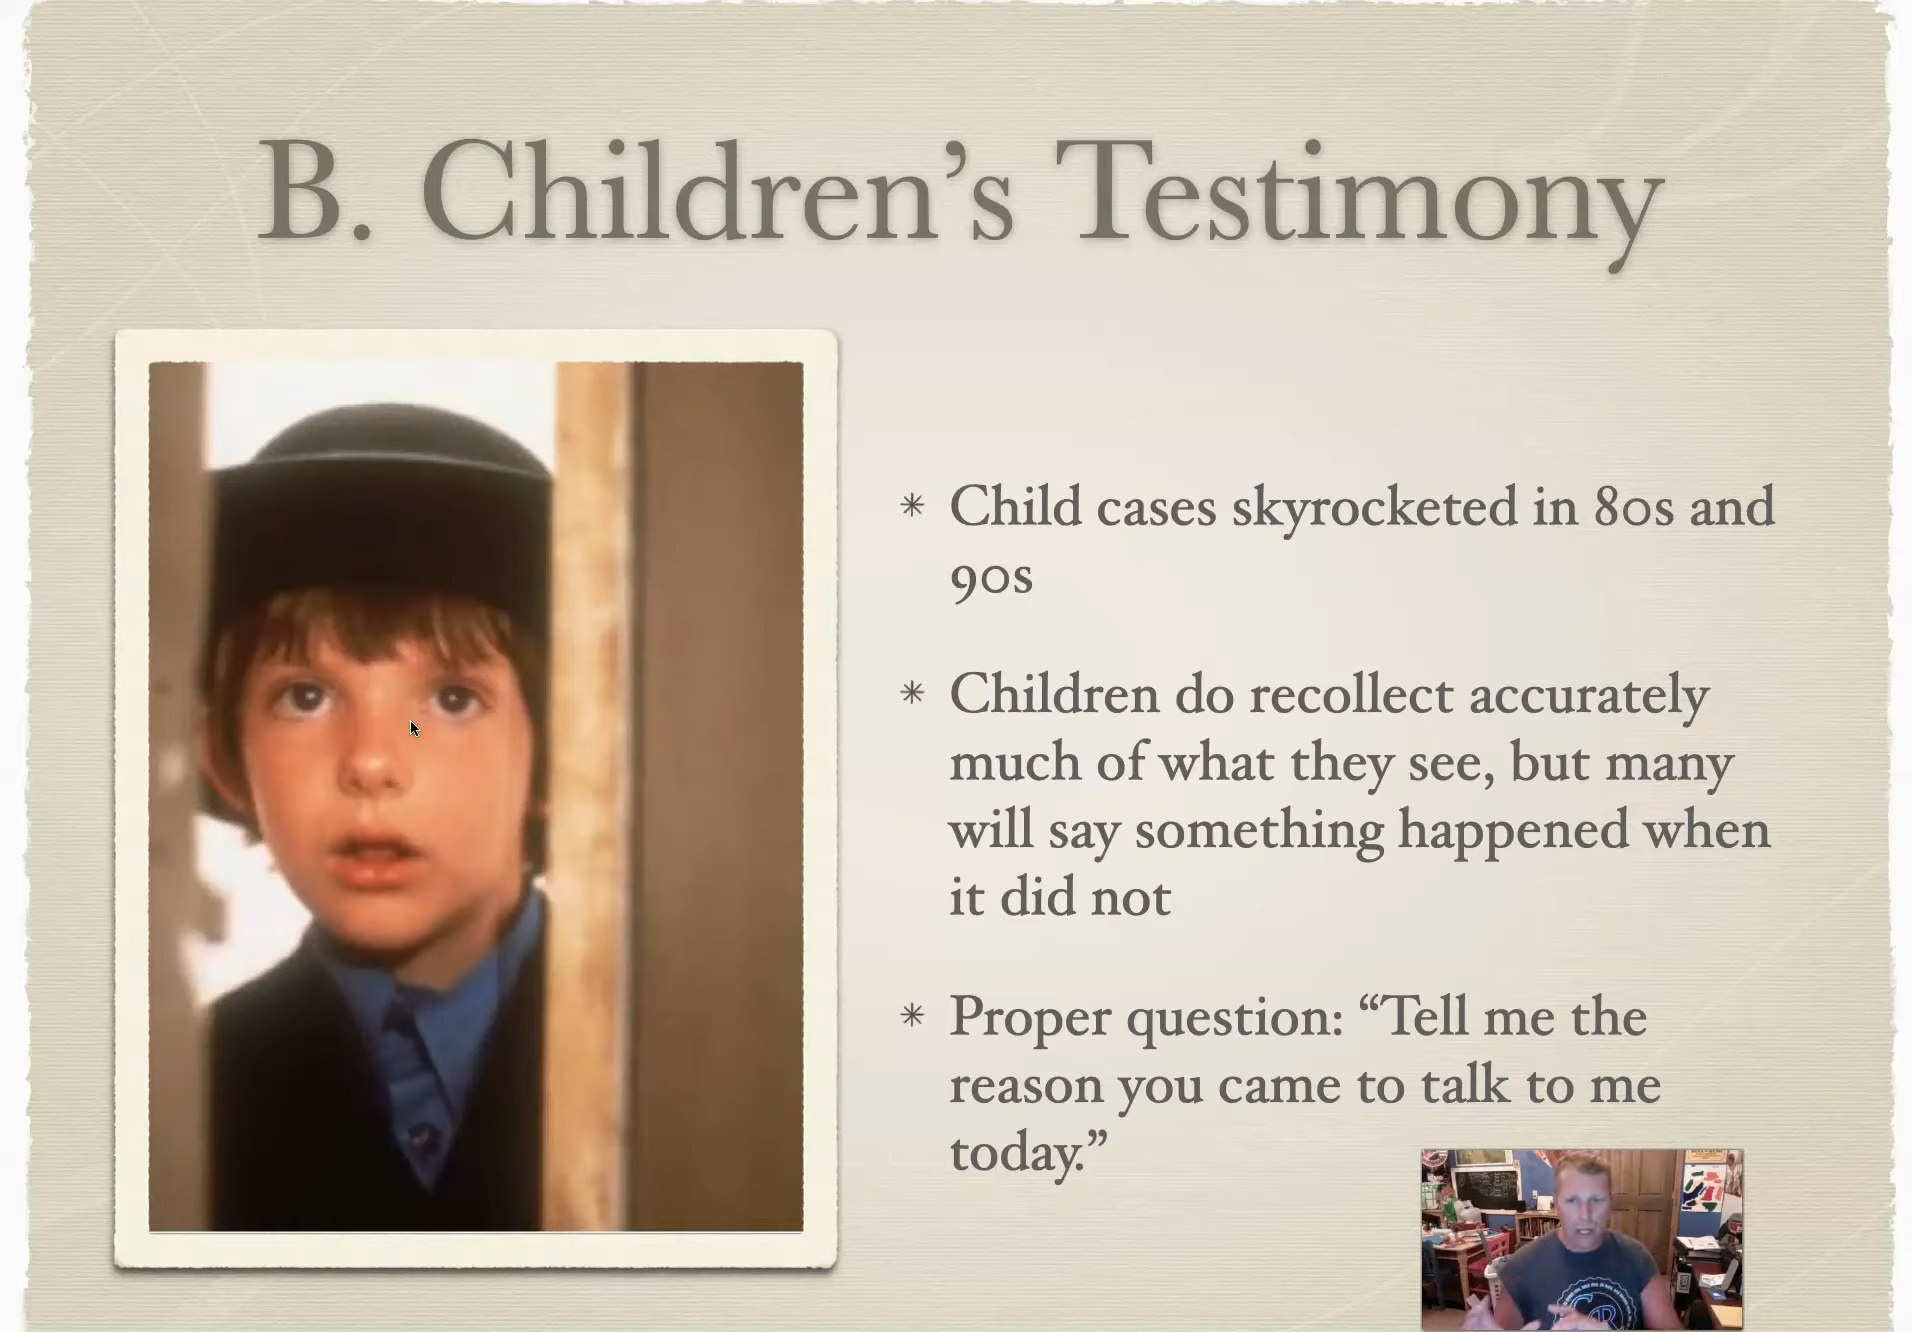 B. Children’s Testimony
Child cases skyrocketed in 80s and
90s
Children do recollect accurately
much of what they see, but many
will say something happened when
it did not
Proper question: “Tell me the
reason you came to talk to me
today.”